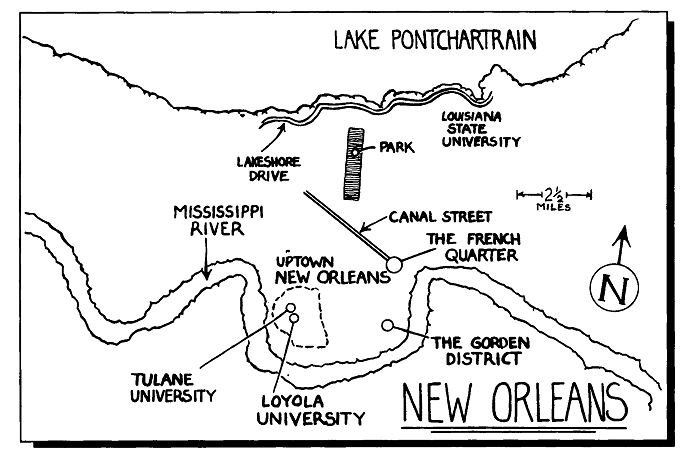 LAKE PONTCHARTRAIN
LOUISIANA
STATE
UNIVERSITY
PARK
LAKESHORE
DRIVE
2½
MILES
MISSISSIPPI
RIVER
CANAL STREET
THE FRENCH
QUARTER
UPTOWN
NEW ORLEANS
N
THE GORDEN
DISTRICT
TULANE
UNIVERSITY
LOYOLA
UNIVERSITY
NEW ORLEANS